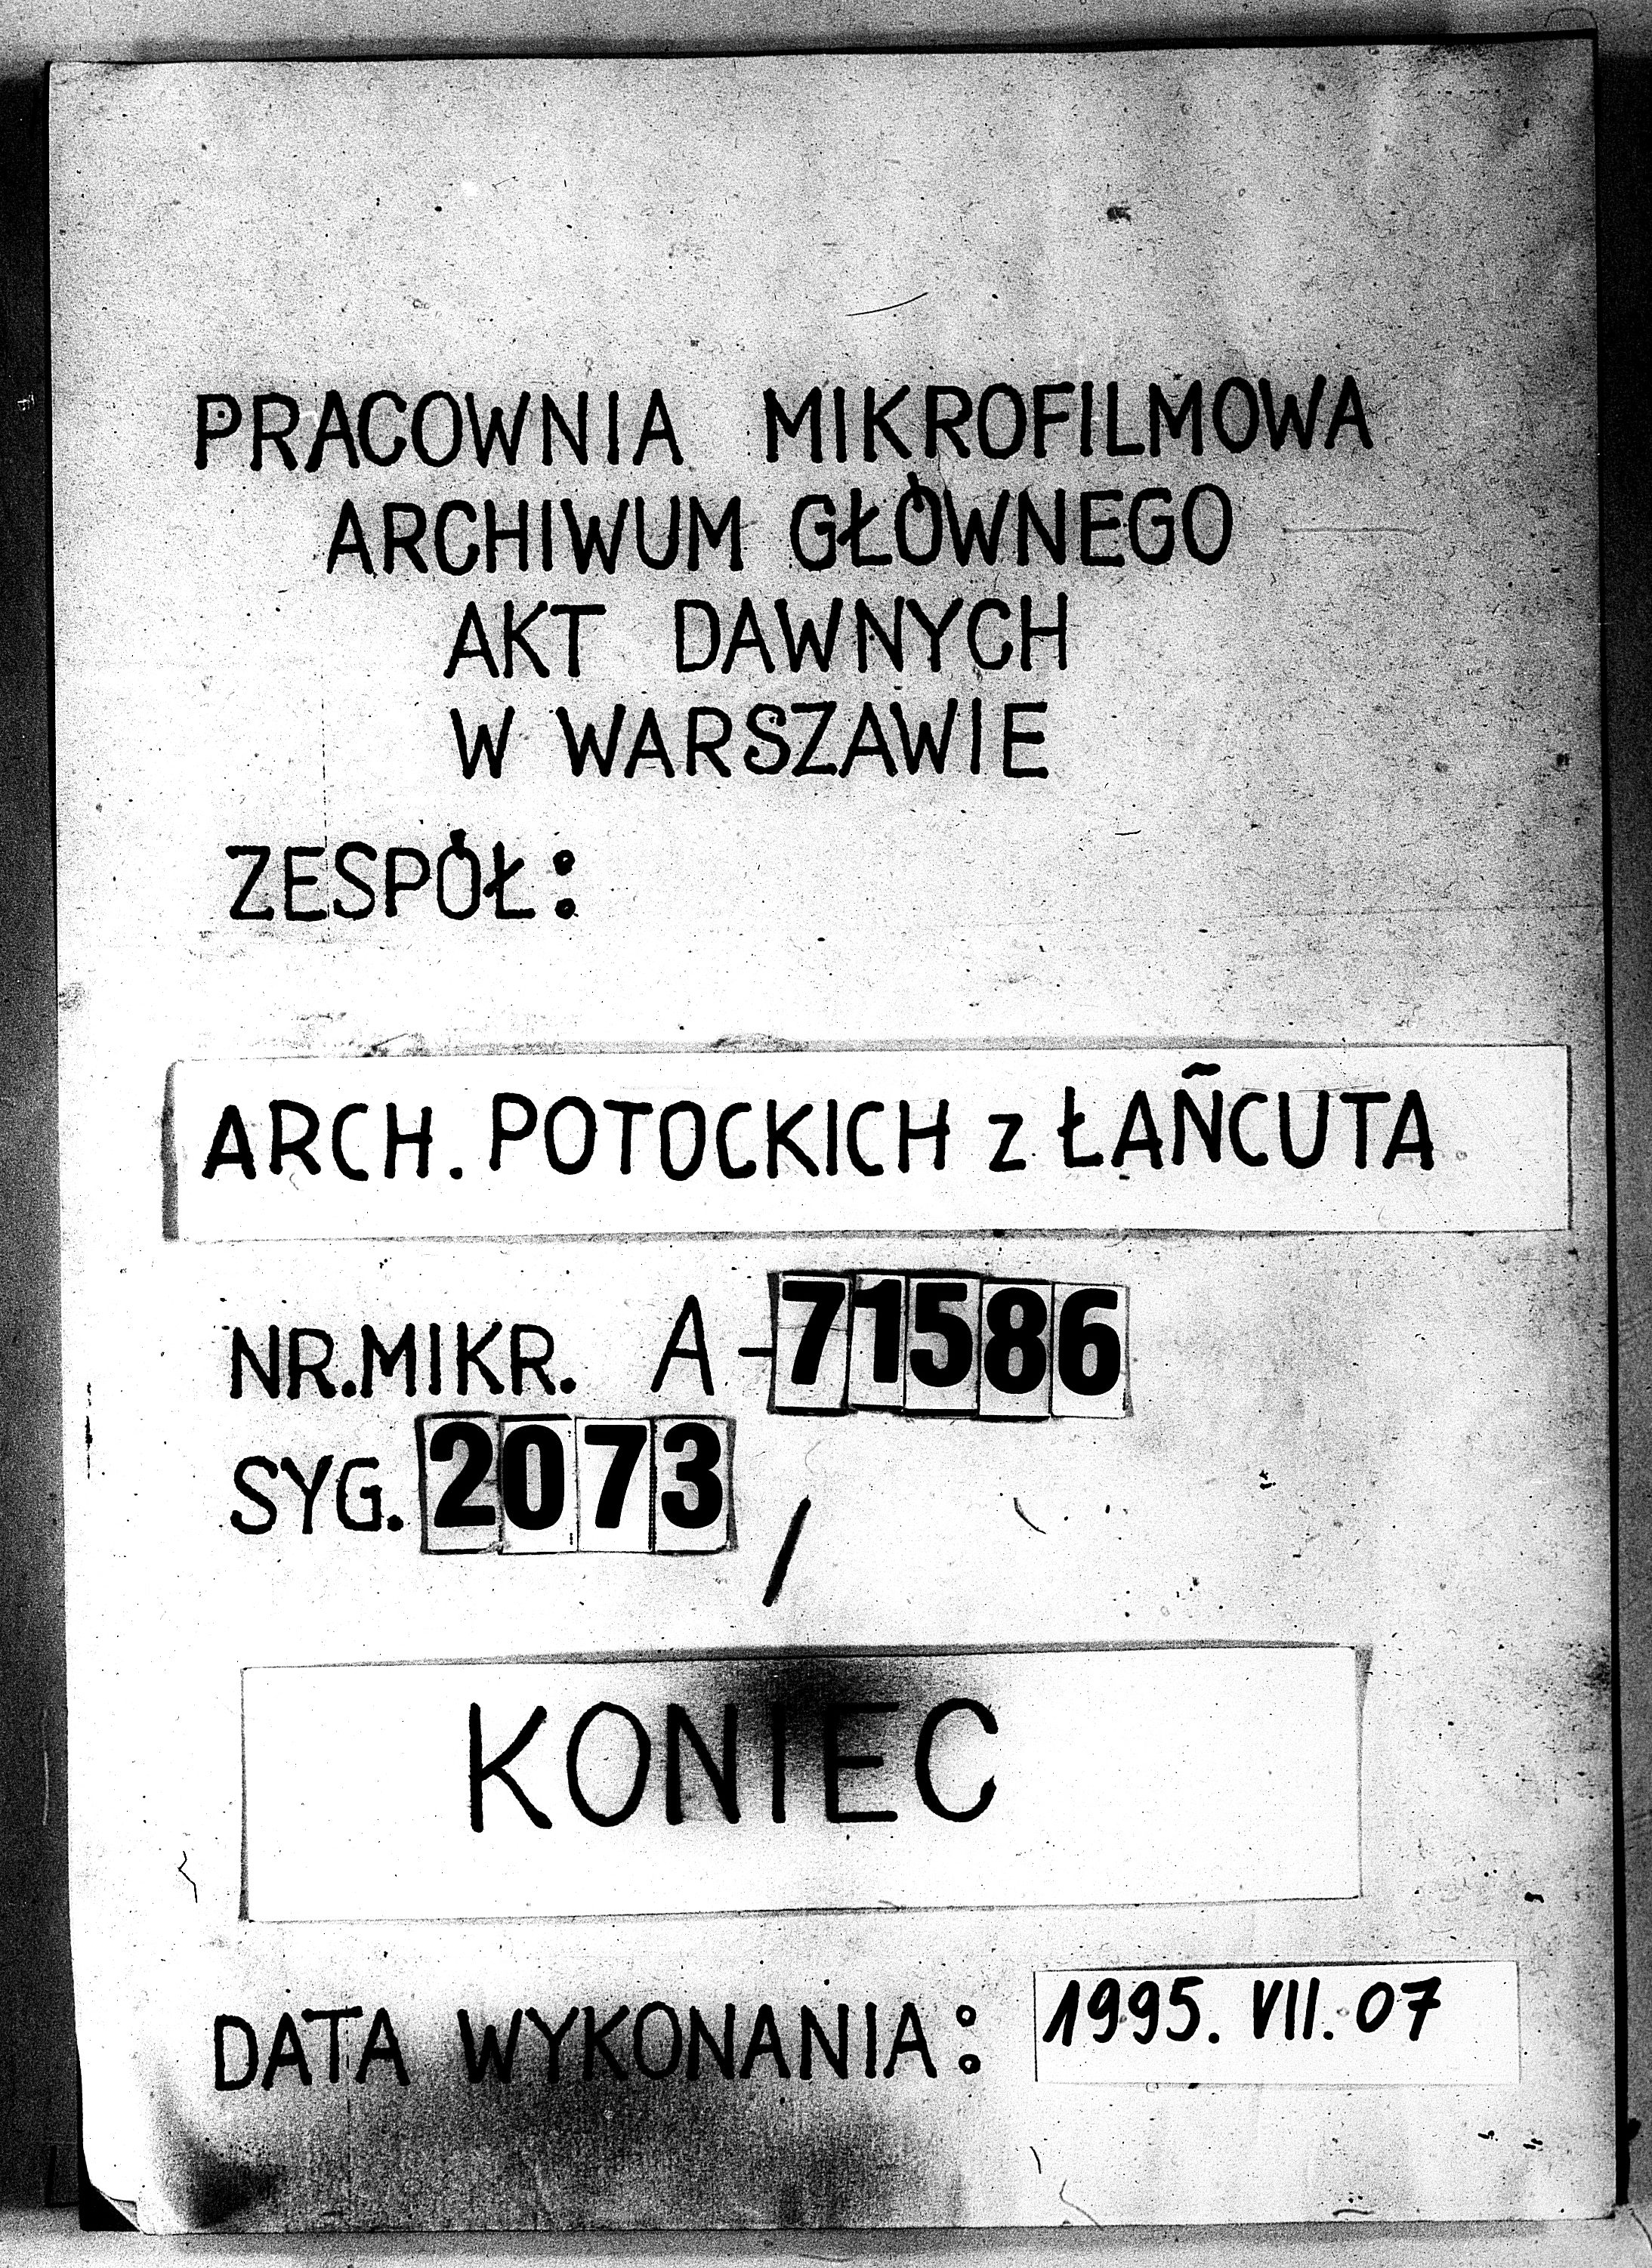 PRACOWNIA MIKROFILMOWA
ARCHIWUM GŁÓWNEGO
AKT DAWNYCH
W WARSZAWIE
ZESPÓŁ:
ARCH. POTOCKICH z ŁAŃCUTA
NR.MIKR. A-71586
SYG. 2073 /
KONIEC
DATA WYKONANIA: 1995. VII. 07